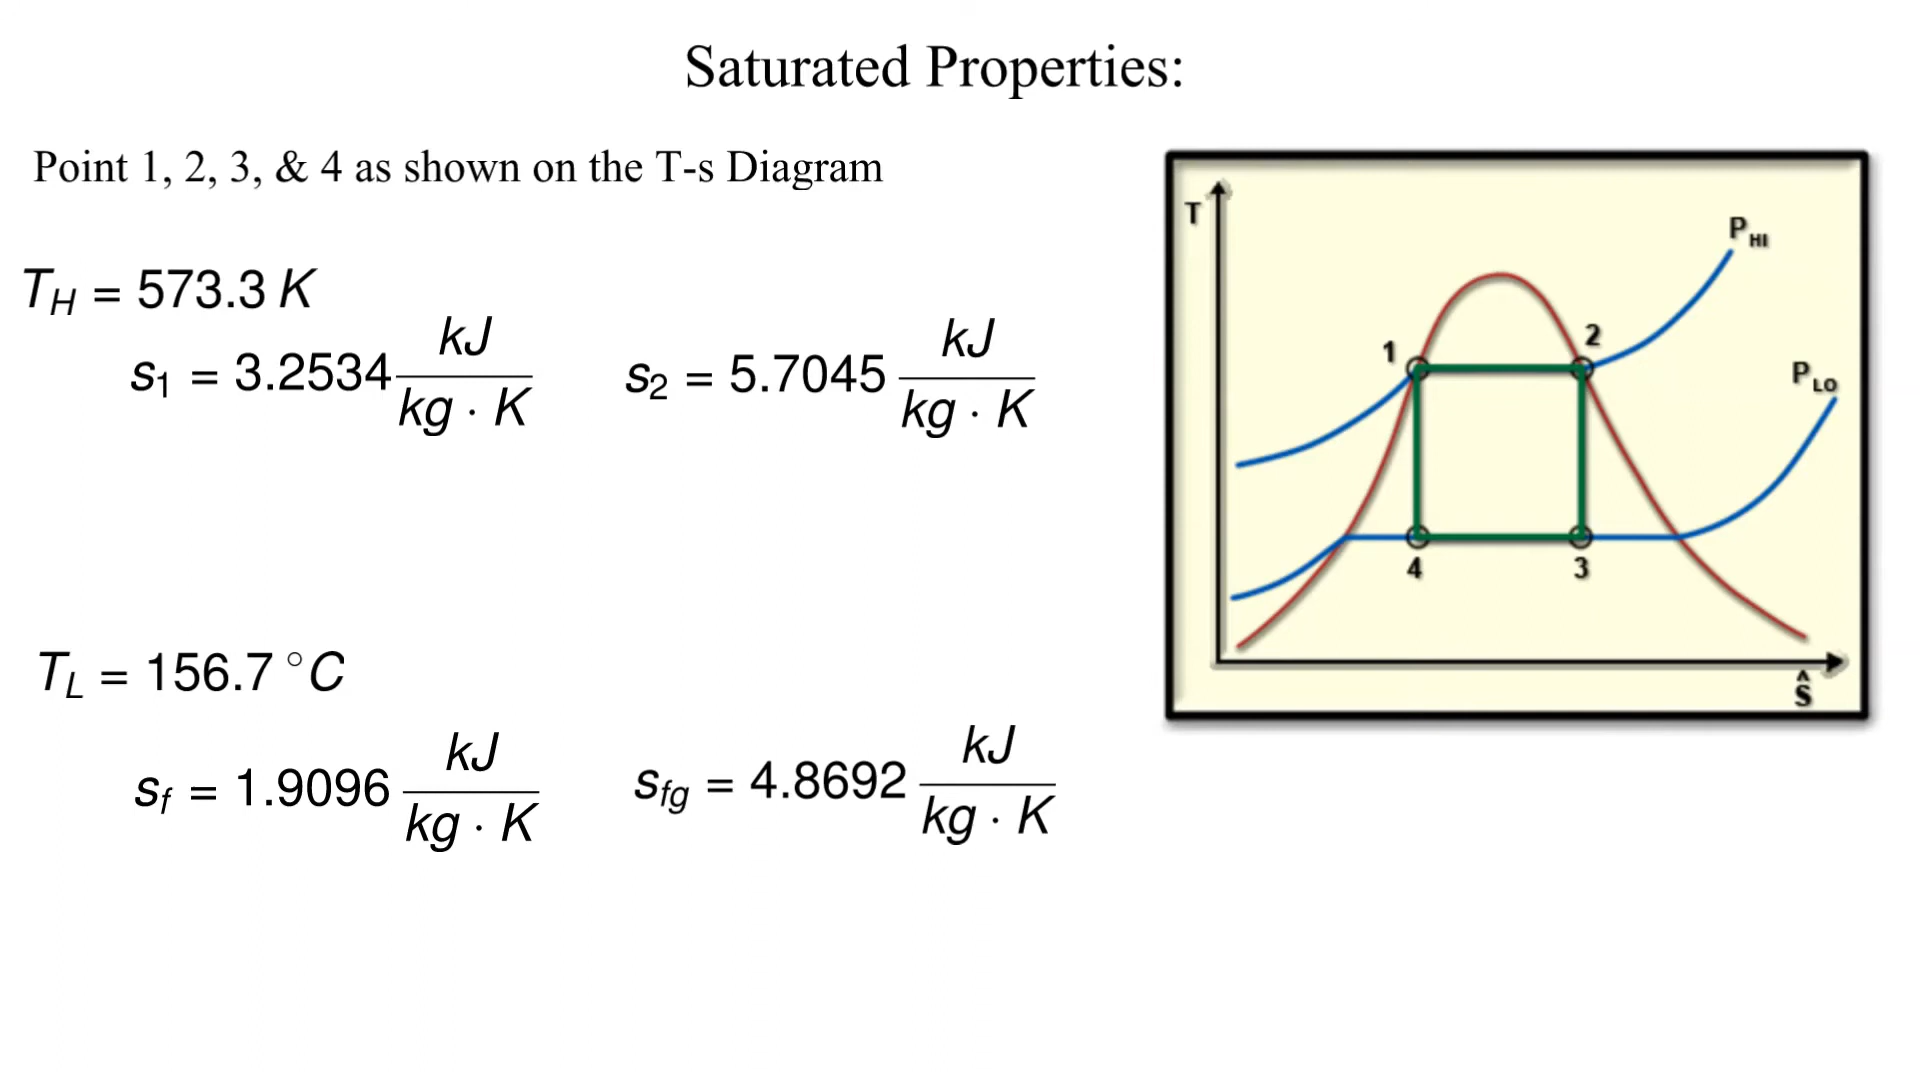 Saturated Properties:
Point 1, 2, 3, & 4 as shown on the T-s Diagram
T_H = 573.3 K
s_1 = 3.2534 kJ/(kg · K)
s_2 = 5.7045 kJ/(kg · K)
T_L = 156.7 °C
s_f = 1.9096 kJ/(kg · K)
s_fg = 4.8692 kJ/(kg · K)
T
P_HI
2
1
P_LO
4
3
Ŝ